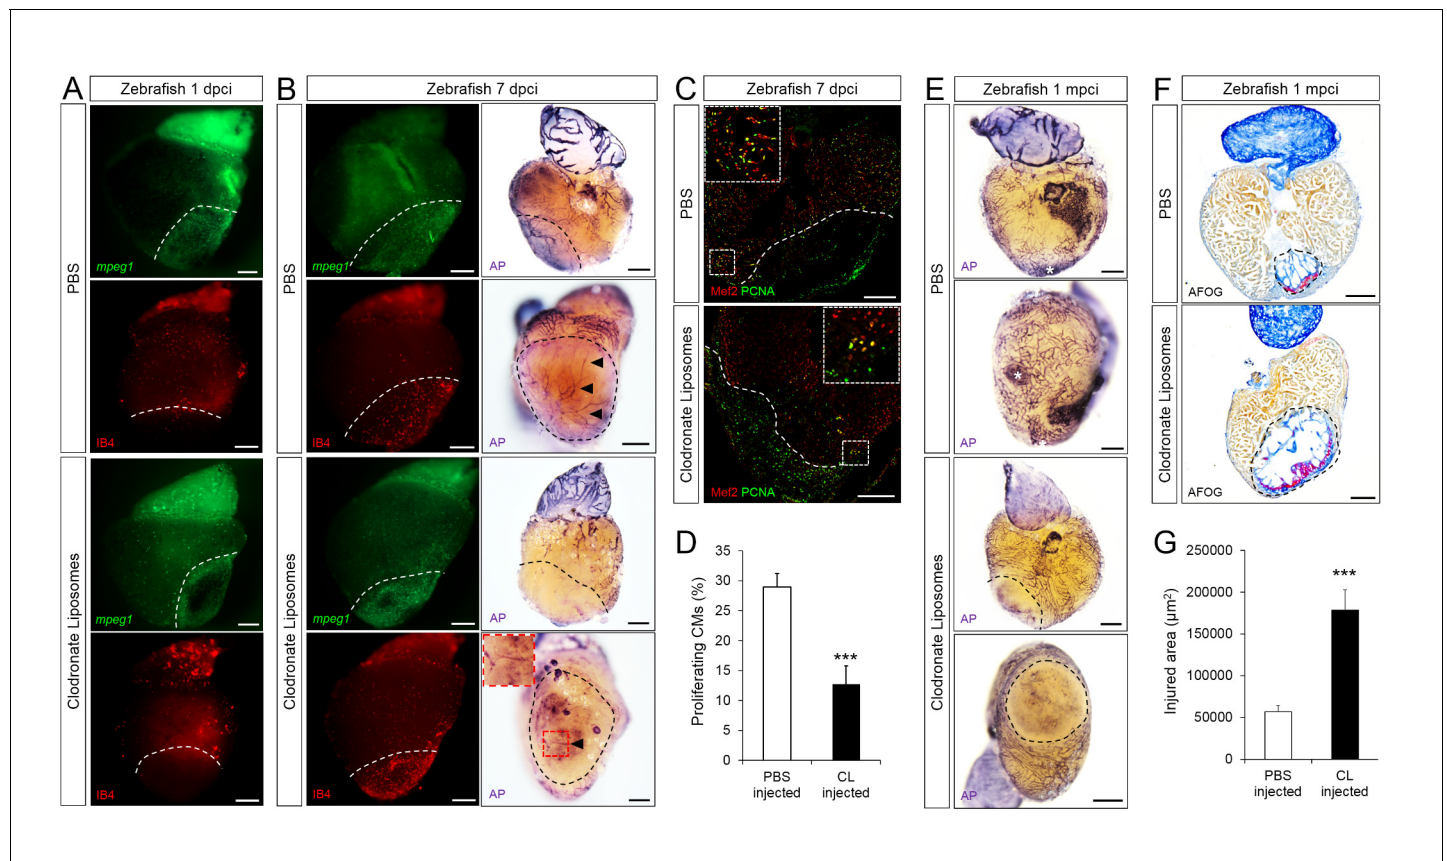 A
Zebrafish 1 dpci
PBS
mpeg1
IB4
Clodronate Liposomes
mpeg1
IB4
B
Zebrafish 7 dpci
PBS
mpeg1
AP
IB4
AP
Clodronate Liposomes
mpeg1
AP
IB4
AP
C
Zebrafish 7 dpci
PBS
Mef2 PCNA
Clodronate Liposomes
Mef2 PCNA
D
Proliferating CMs (%)
35
30
25
20
15
10
5
0
***
PBS injected
CL injected
E
Zebrafish 1 mpci
PBS
AP
*
*
*
AP
Clodronate Liposomes
AP
AP
F
Zebrafish 1 mpci
PBS
AFOG
Clodronate Liposomes
AFOG
G
Injured area (µm²)
250000
200000
150000
100000
50000
0
***
PBS injected
CL injected